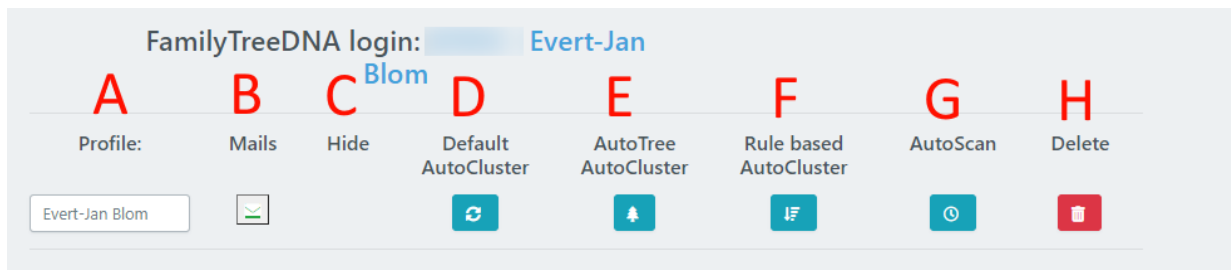 FamilyTreeDNA login: Evert-Jan
Blom
A B C D E F G H
Profile: Mails Hide Default AutoTree Rule based AutoScan Delete
AutoCluster AutoCluster AutoCluster
Evert-Jan Blom